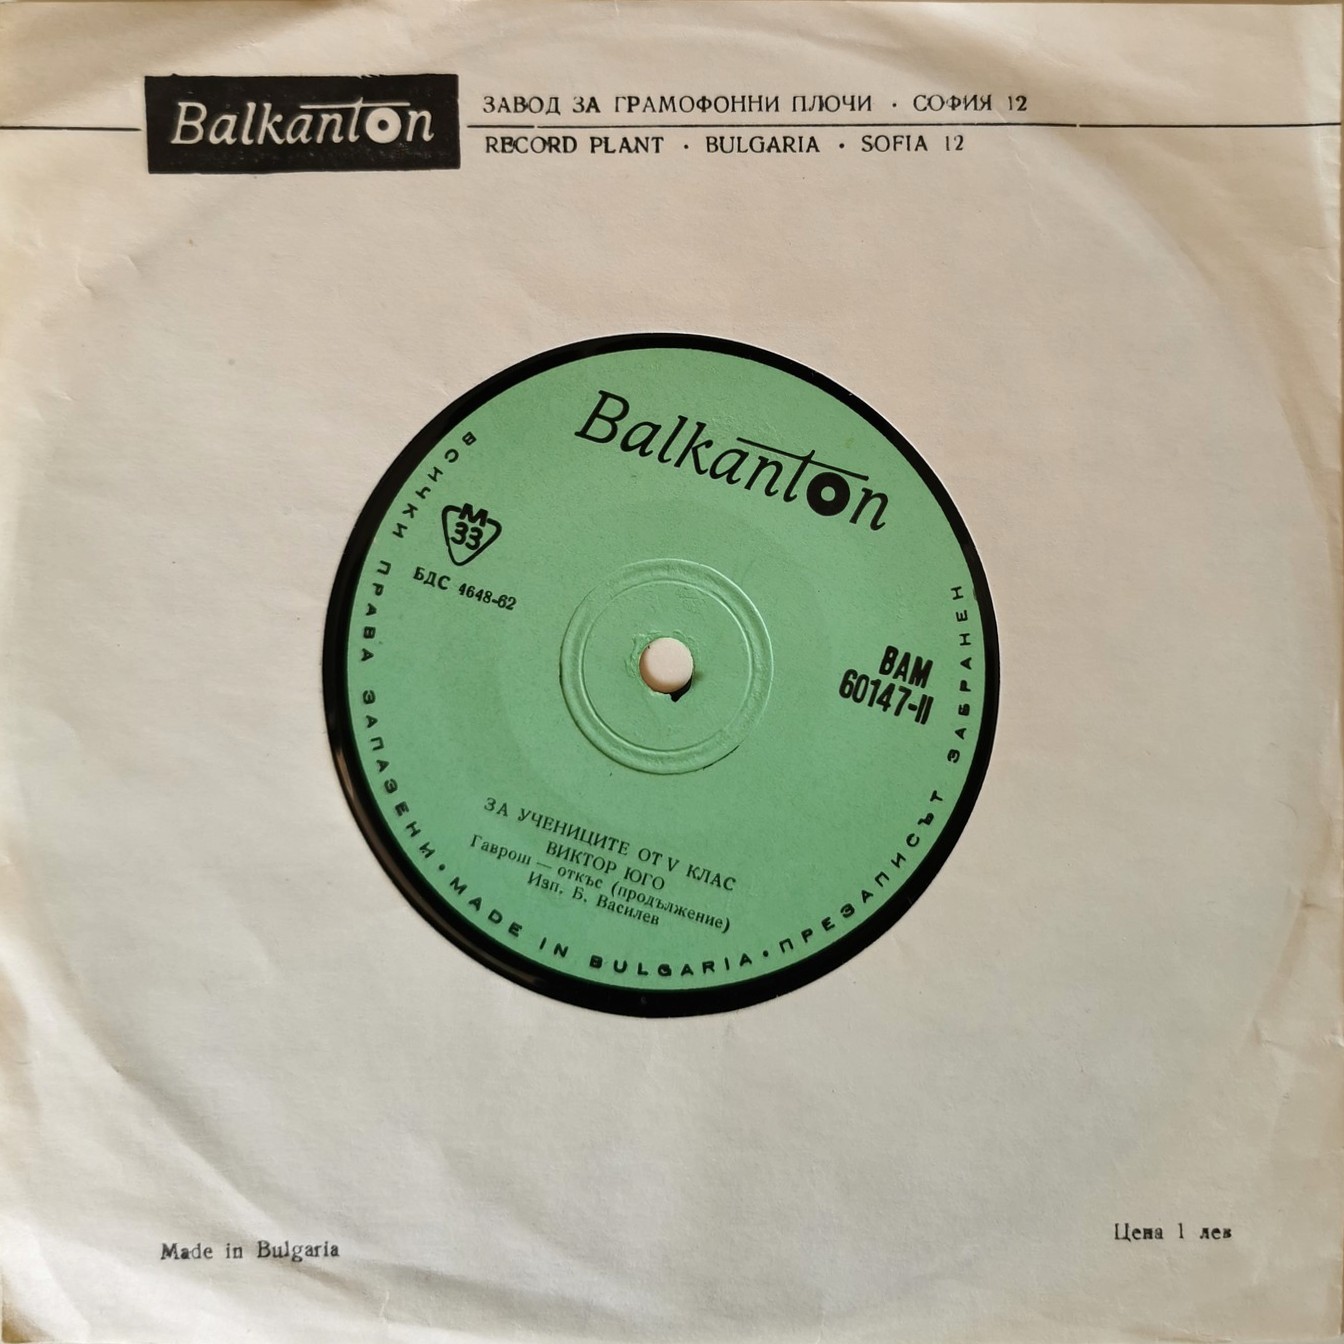 Balkanton
ЗАВОД ЗА ГРАМОФОННИ ПЛОЧИ · СОФИЯ 12
RECORD PLANT · BULGARIA · SOFIA 12
Balkanton
M
33
БДС 4648-62
ВАМ
60147-II
ЗА УЧЕНИЦИТЕ ОТ V КЛАС
ВИКТОР ЮГО
Гаврош — откъс (продължение)
Изп. Б. Василев
ВСИЧКИ ПРАВА ЗАПАЗЕНИ · MADE IN BULGARIA · ПРЕЗАПИСЪТ ЗАБРАНЕН
Made in Bulgaria
Цена 1 лев